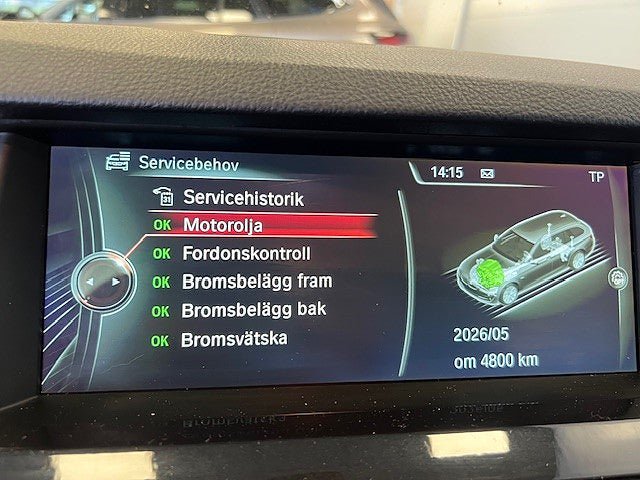 Servicebehov
14:15
TP
31
Servicehistorik
OK Motorolja
OK Fordonskontroll
OK Bromsbelägg fram
OK Bromsbelägg bak
OK Bromsvätska
2026/05
om 4800 km